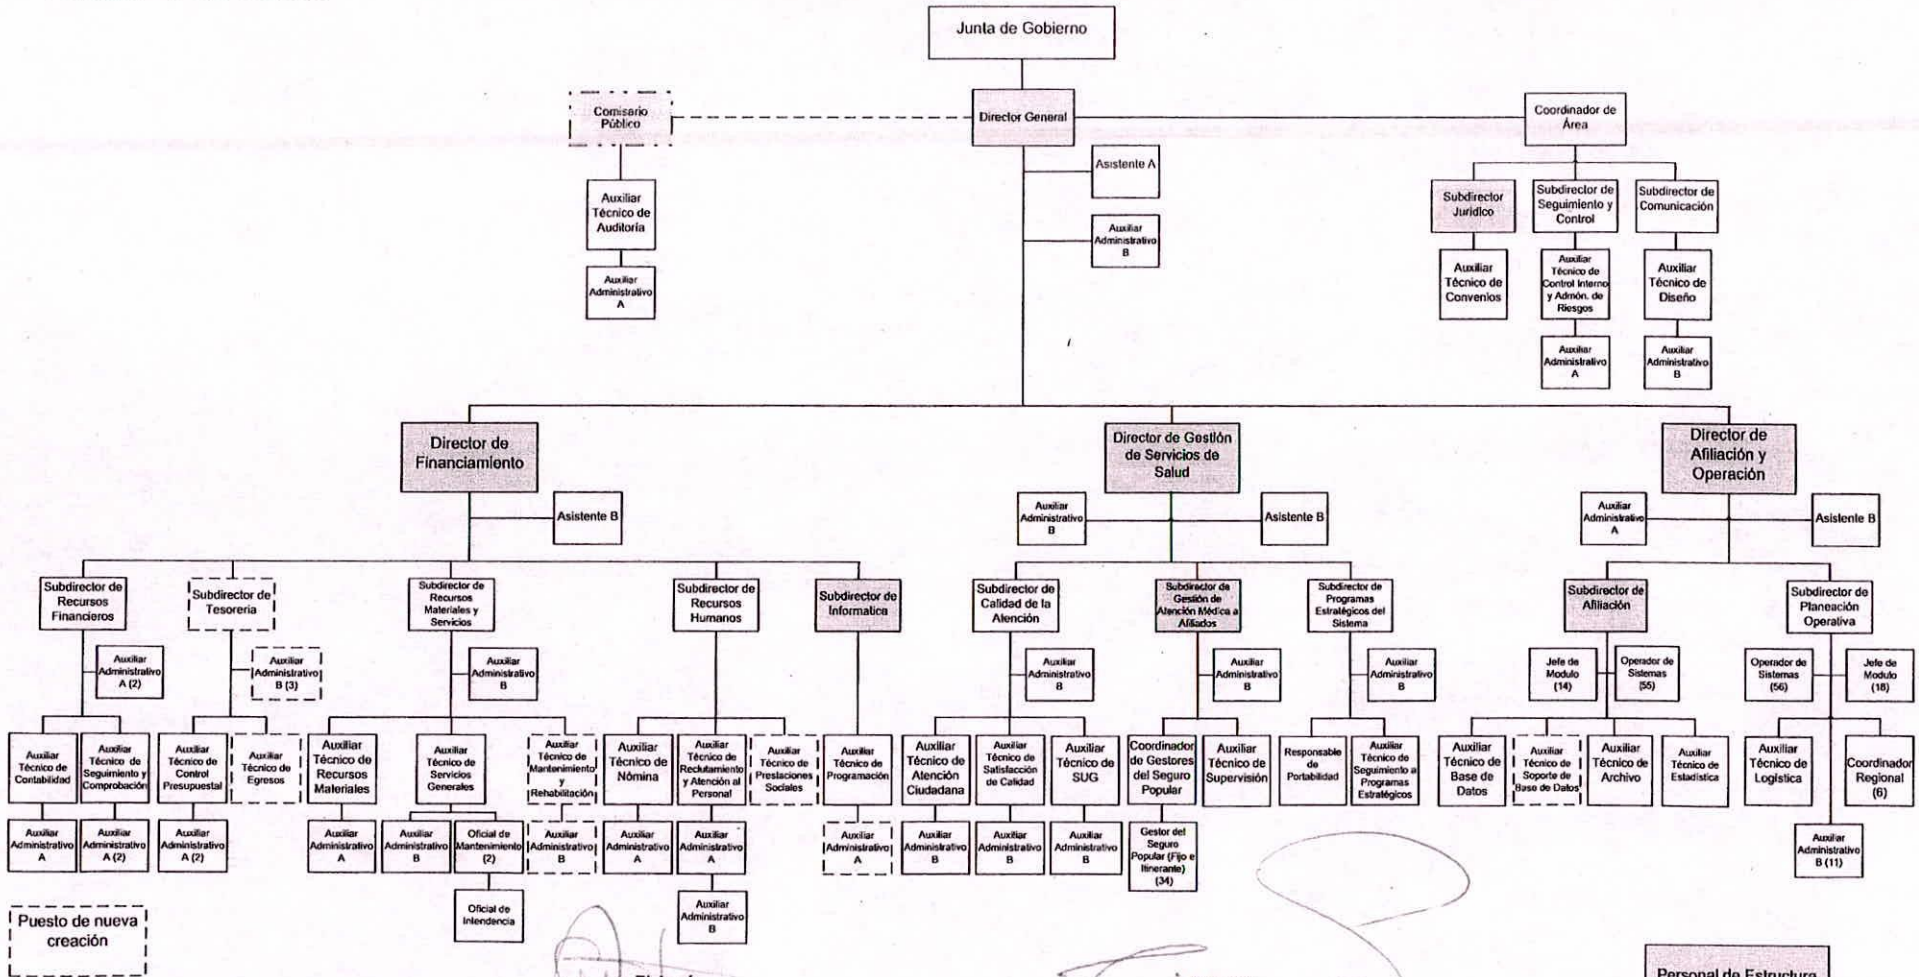 Junta de Gobierno
Comisario
Público
Director General
Coordinador de
Área
Asistente A
Auxiliar
Administrativo
B
Auxiliar
Técnico de
Auditoria
Auxiliar
Administrativo
A
Subdirector
Jurídico
Subdirector de
Seguimiento y
Control
Subdirector de
Comunicación
Auxiliar
Técnico de
Convenios
Auxiliar
Técnico de
Control Interno
y Admón. de
Riesgos
Auxiliar
Técnico de
Diseño
Auxiliar
Administrativo
A
Auxiliar
Administrativo
B
Director de
Financiamiento
Director de Gestión
de Servicios de
Salud
Director de
Afiliación y
Operación
Asistente B
Auxiliar
Administrativo
B
Asistente B
Auxiliar
Administrativo
A
Asistente B
Subdirector de
Recursos
Financieros
Subdirector de
Tesoreria
Subdirector de
Recursos
Materiales y
Servicios
Subdirector de
Recursos
Humanos
Subdirector de
Informatica
Subdirector de
Calidad de la
Atención
Subdirector de
Gestión de
Atención Médica a
Afiliados
Subdirector de
Programas
Estratégicos del
Sistema
Subdirector de
Afiliación
Subdirector de
Planeación
Operativa
Auxiliar
Administrativo
A (2)
Auxiliar
Administrativo
B (3)
Auxiliar
Administrativo
B
Auxiliar
Administrativo
B
Auxiliar
Administrativo
B
Auxiliar
Administrativo
B
Jefe de
Modulo
(14)
Operador de
Sistemas
(55)
Operador de
Sistemas
(56)
Jefe de
Modulo
(18)
Auxiliar
Técnico de
Contabilidad
Auxiliar
Técnico de
Seguimiento y
Comprobación
Auxiliar
Técnico de
Control
Presupuestal
Auxiliar
Técnico de
Egresos
Auxiliar
Técnico de
Recursos
Materiales
Auxiliar
Técnico de
Servicios
Generales
Auxiliar
Técnico de
Mantenimiento
y
Rehabilitación
Auxiliar
Técnico de
Nómina
Auxiliar
Técnico de
Reclutamiento
y Atención al
Personal
Auxiliar
Técnico de
Prestaciones
Sociales
Auxiliar
Técnico de
Programación
Auxiliar
Técnico de
Atención
Ciudadana
Auxiliar
Técnico de
Satisfacción
de Calidad
Auxiliar
Técnico de
SUG
Coordinador
de Gestores
del Seguro
Popular
Auxiliar
Técnico de
Supervisión
Responsable
de
Portabilidad
Auxiliar
Técnico de
Seguimiento a
Programas
Estratégicos
Auxiliar
Técnico de
Base de
Datos
Auxiliar
Técnico de
Soporte de
Base de Datos
Auxiliar
Técnico de
Archivo
Auxiliar
Técnico de
Estadística
Auxiliar
Técnico de
Logística
Coordinador
Regional
(6)
Auxiliar
Administrativo
A
Auxiliar
Administrativo
A (2)
Auxiliar
Administrativo
A (2)
Auxiliar
Administrativo
A
Auxiliar
Administrativo
B
Oficial de
Mantenimiento
(2)
Auxiliar
Administrativo
B
Auxiliar
Administrativo
A
Auxiliar
Administrativo
A
Auxiliar
Administrativo
A
Auxiliar
Administrativo
B
Auxiliar
Administrativo
B
Auxiliar
Administrativo
B
Gestor del
Seguro
Popular (Fijo e
Itinerante)
(34)
Auxiliar
Administrativo
B (11)
Oficial de
Intendencia
Auxiliar
Administrativo
B
Puesto de nueva
creación
Personal de Estructura